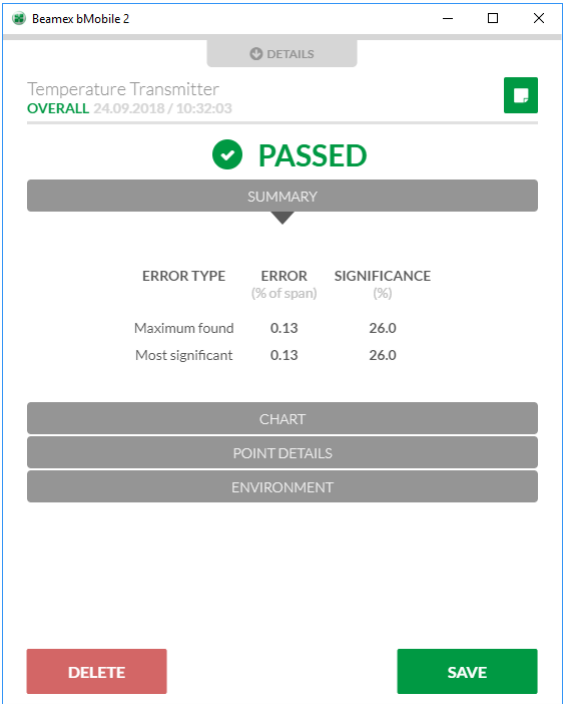 Beamex bMobile 2
DETAILS
Temperature Transmitter
OVERALL 24.09.2018 / 10:32:03
PASSED
SUMMARY
ERROR TYPE ERROR SIGNIFICANCE
(% of span) (%)
Maximum found 0.13 26.0
Most significant 0.13 26.0
CHART
POINT DETAILS
ENVIRONMENT
DELETE SAVE